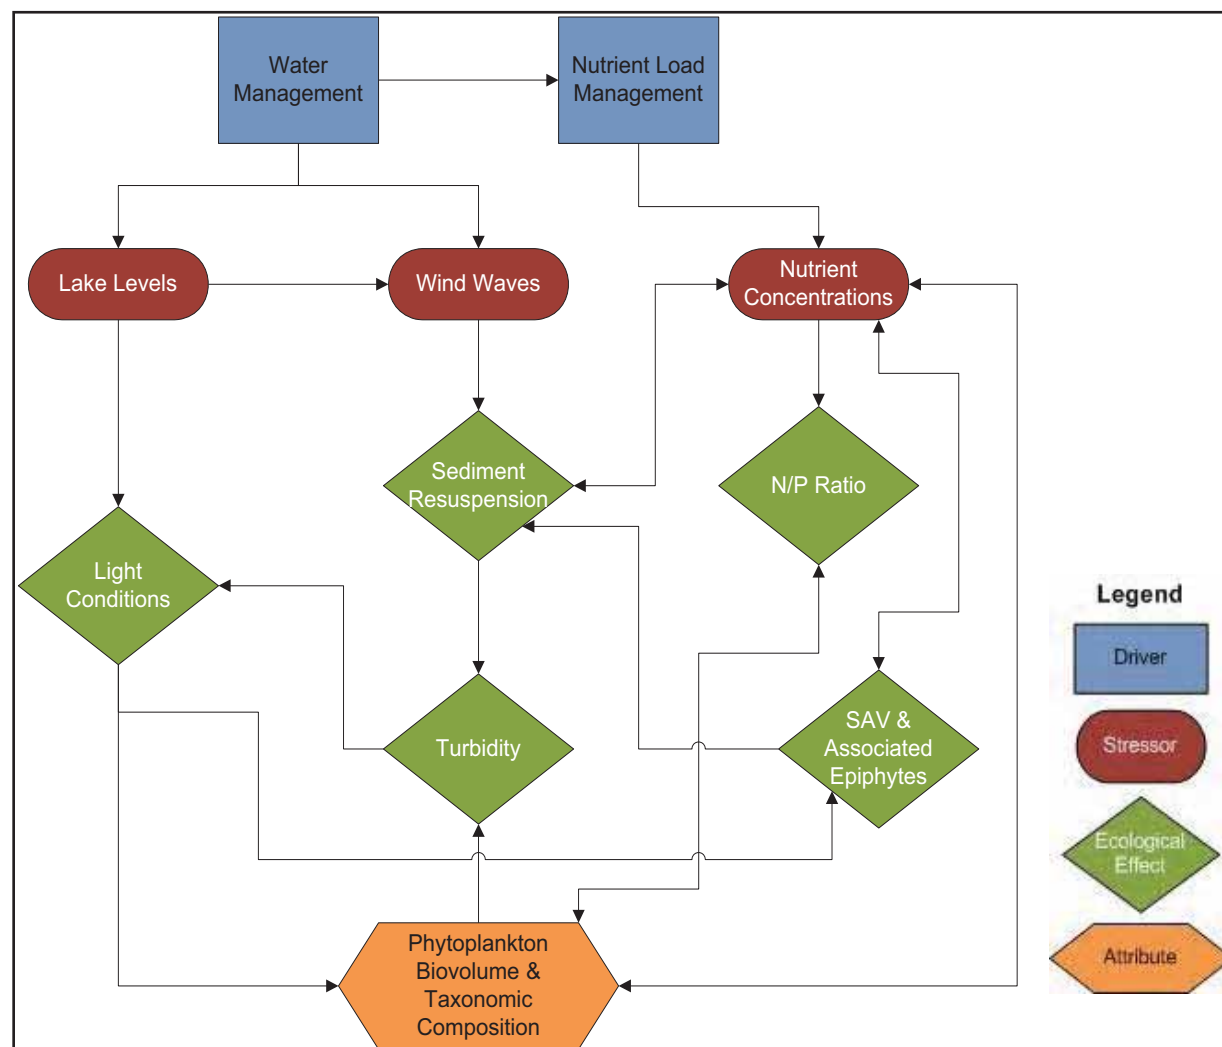 Water
Management
Nutrient Load
Management
Lake Levels
Wind Waves
Nutrient
Concentrations
Sediment
Resuspension
N/P Ratio
Light
Conditions
Turbidity
SAV &
Associated
Epiphytes
Phytoplankton
Biovolume &
Taxonomic
Composition
Legend
Driver
Stressor
Ecological
Effect
Attribute